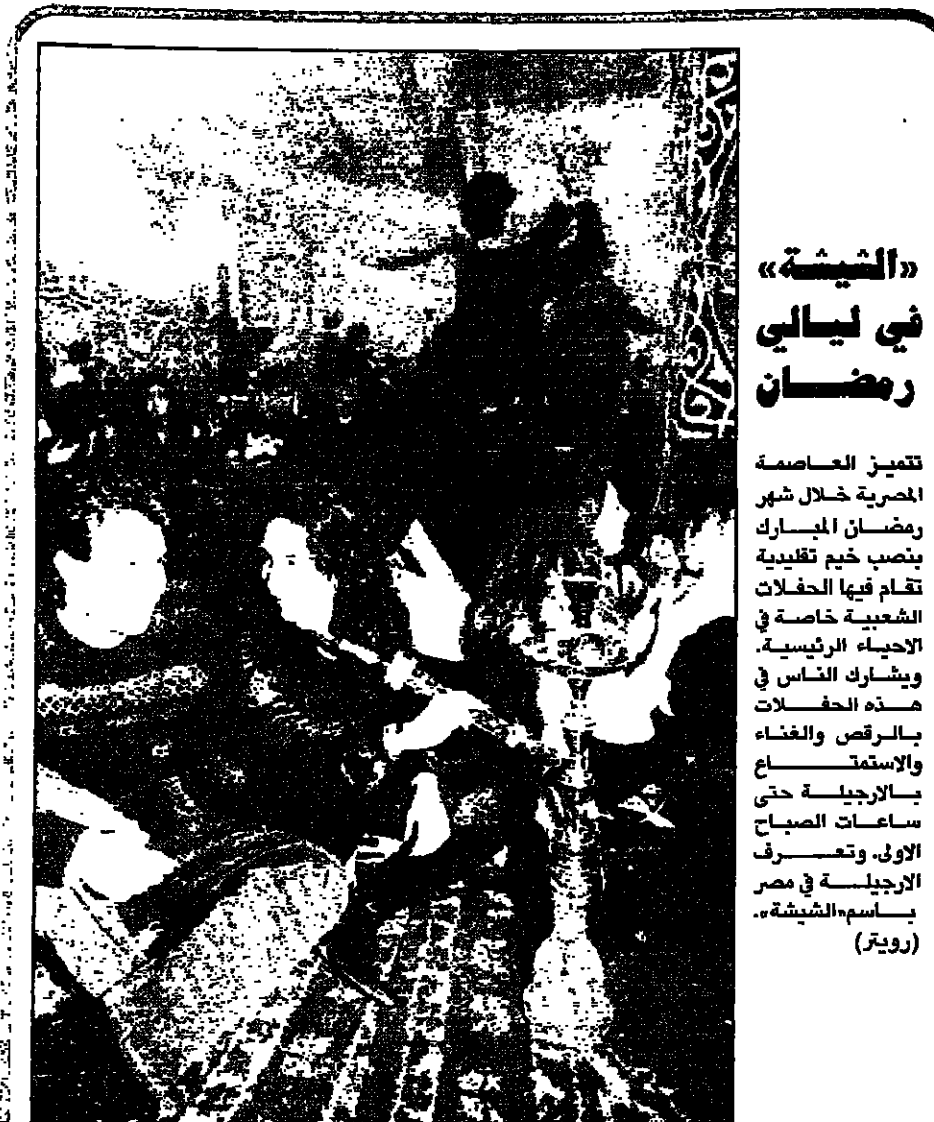 «الشيشة»
في ليالي
رمضان
تتميز العاصمة
المصرية خلال شهر
رمضان المبارك
بنصب خيم تقليدية
تقام فيها الحفلات
الشعبية خاصة في
الاحياء الرئيسية.
ويشارك الناس في
هذه الحفلات
بالرقص والغناء
والاستمتاع
بالارجيلة حتى
ساعات الصباح
الاولى. وتعرف
الارجيلة في مصر
باسم «الشيشة».
(رويتر)